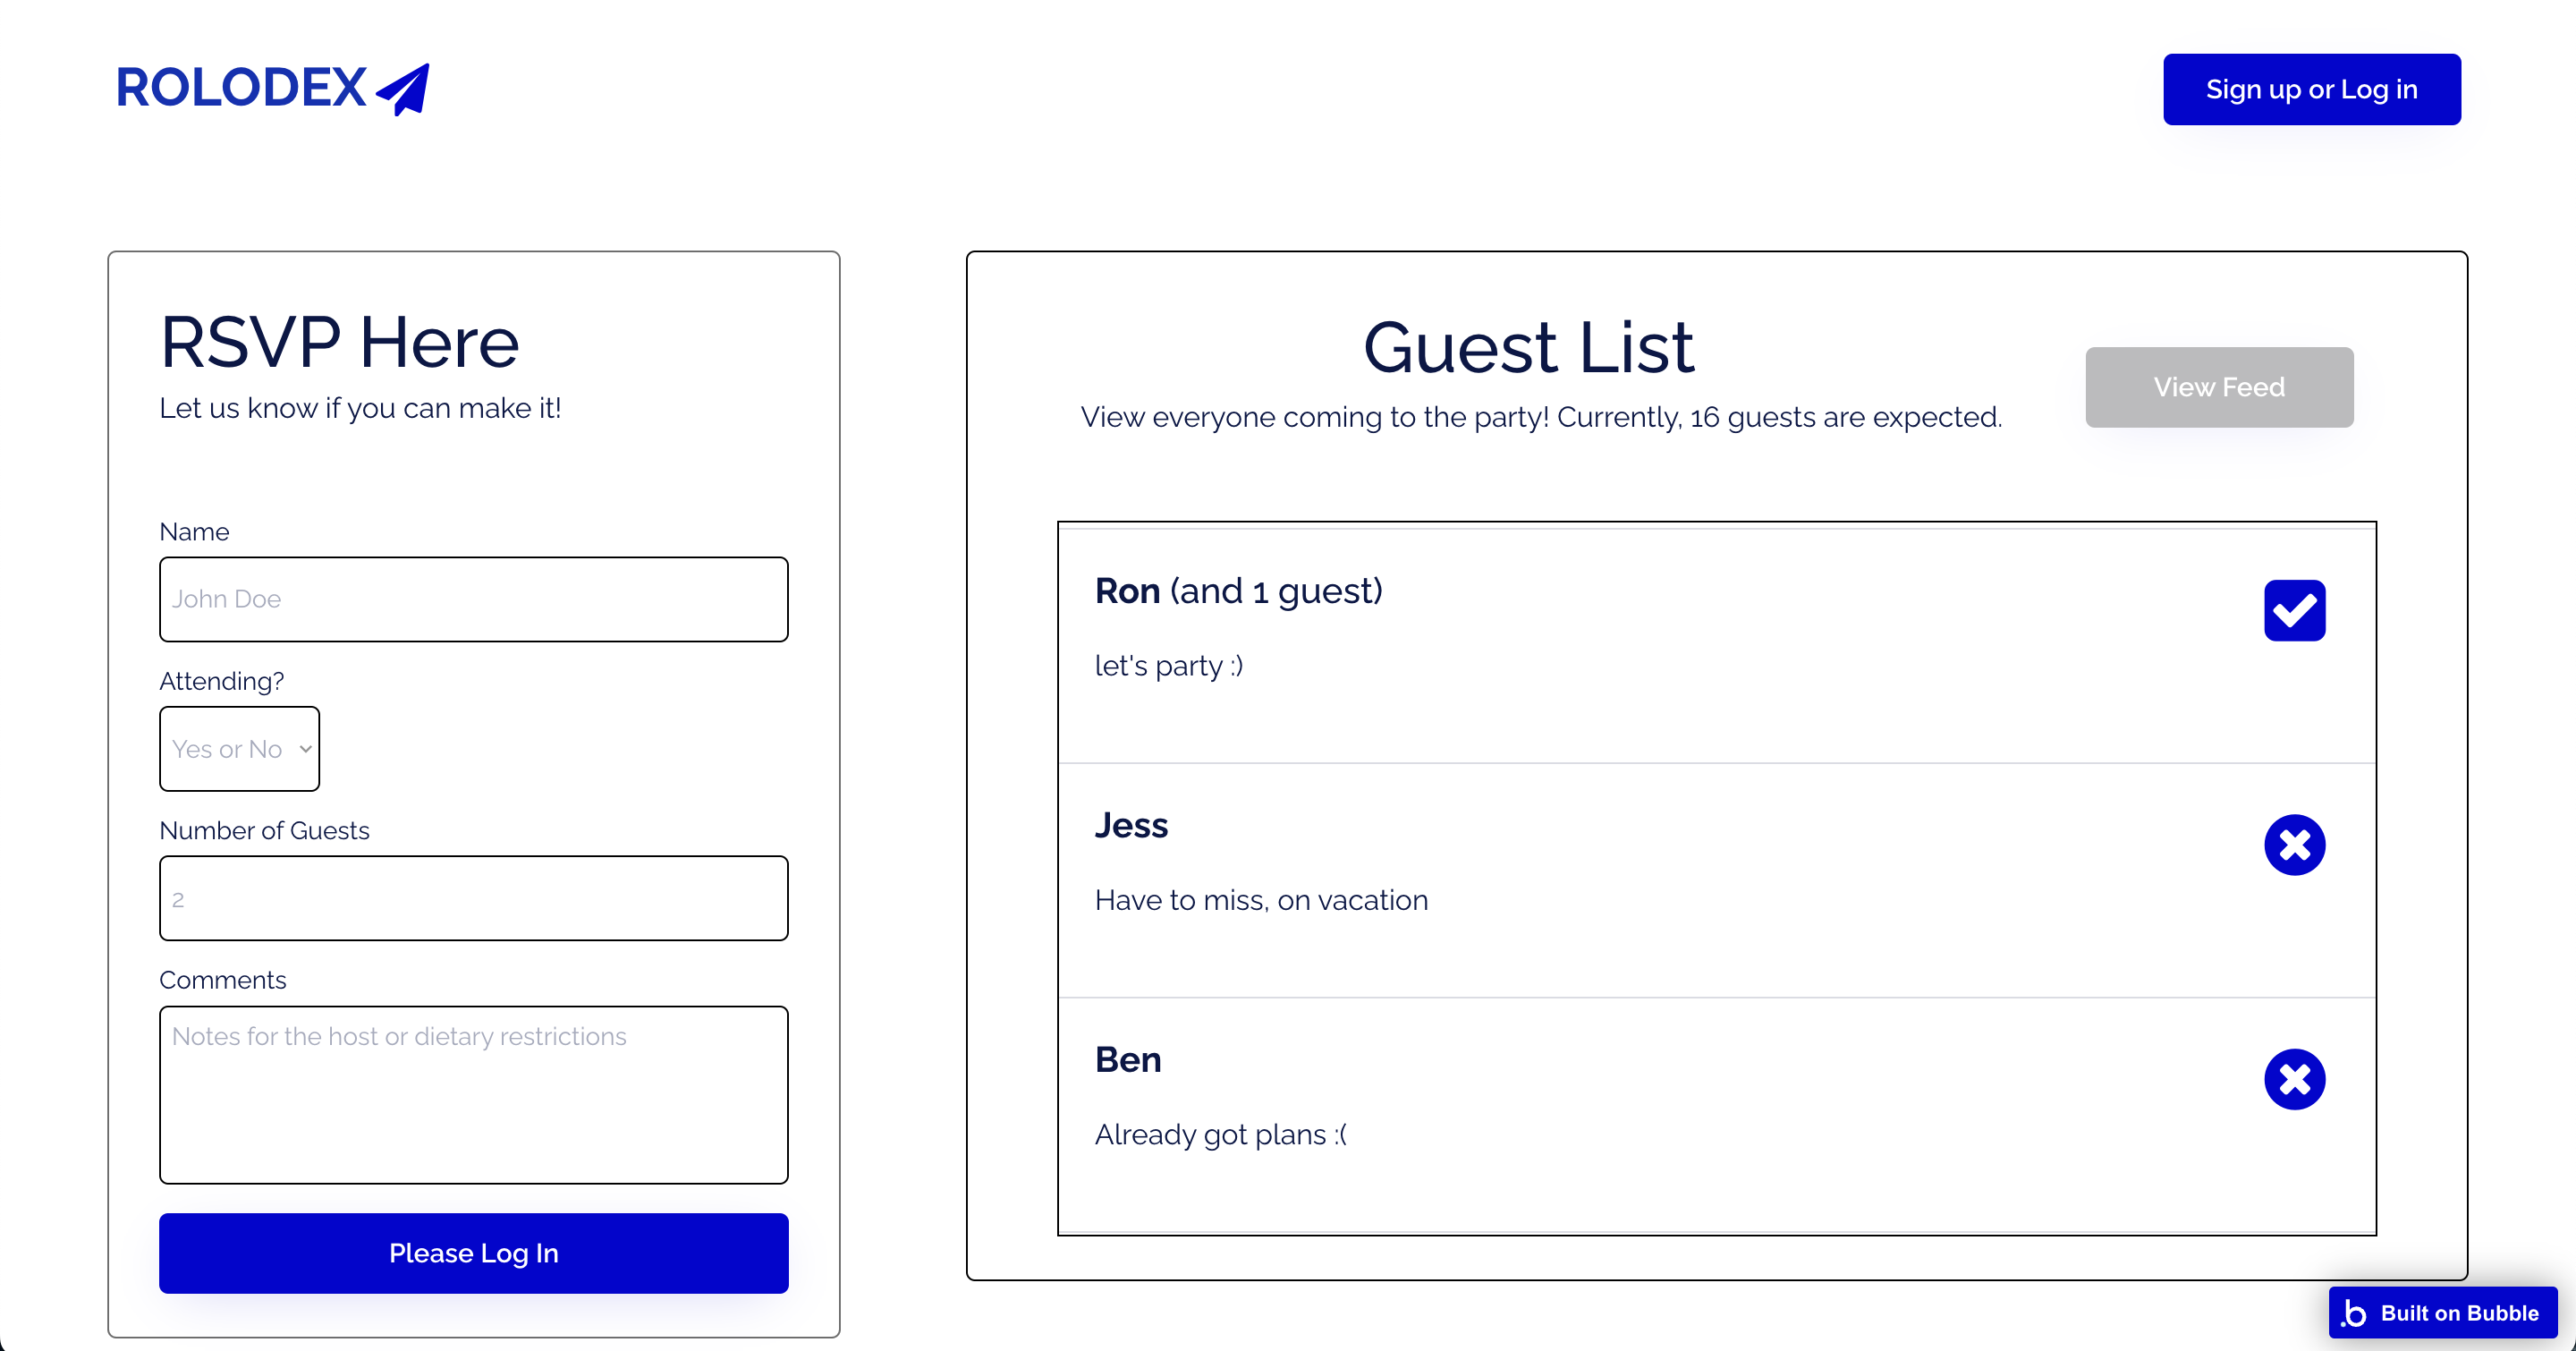 ROLODEX
Sign up or Log in
RSVP Here
Let us know if you can make it!
Name
John Doe
Attending?
Yes or No
Number of Guests
2
Comments
Notes for the host or dietary restrictions
Please Log In
Guest List
View everyone coming to the party! Currently, 16 guests are expected.
View Feed
Ron (and 1 guest)
let's party :)
Jess
Have to miss, on vacation
Ben
Already got plans :(
.b Built on Bubble